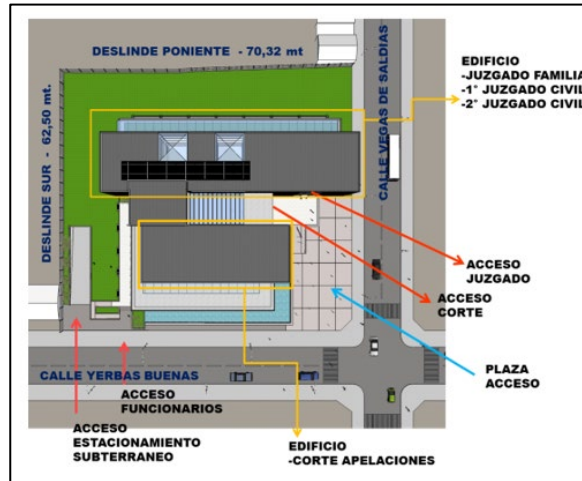 DESLINDE PONIENTE - 70,32 mt
DESLINDE SUR - 62,50 mt.
CALLE VEGAS DE SALDIAS
EDIFICIO
-JUZGADO FAMILIA
-1° JUZGADO CIVIL
-2° JUZGADO CIVIL
ACCESO
JUZGADO
ACCESO
CORTE
PLAZA
ACCESO
CALLE YERBAS BUENAS
ACCESO
FUNCIONARIOS
ACCESO
ESTACIONAMIENTO
SUBTERRANEO
EDIFICIO
-CORTE APELACIONES